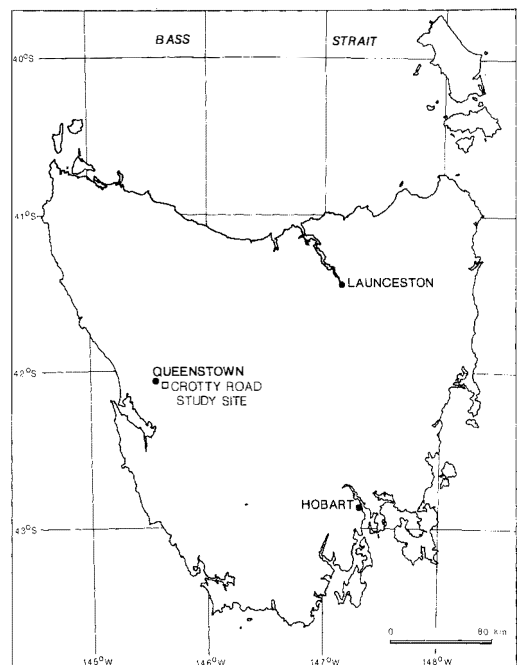 BASS STRAIT
40°S
41°S
LAUNCESTON
42°S
QUEENSTOWN
CROTTY ROAD
STUDY SITE
HOBART
43°S
0 80 Km
145°W
146°W
147°W
148°W